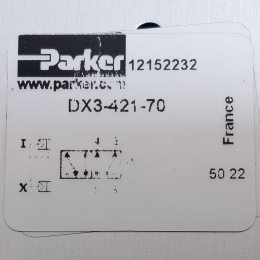 Parker 12152232
www.parker.com
DX3-421-70
I
X
France
50 22